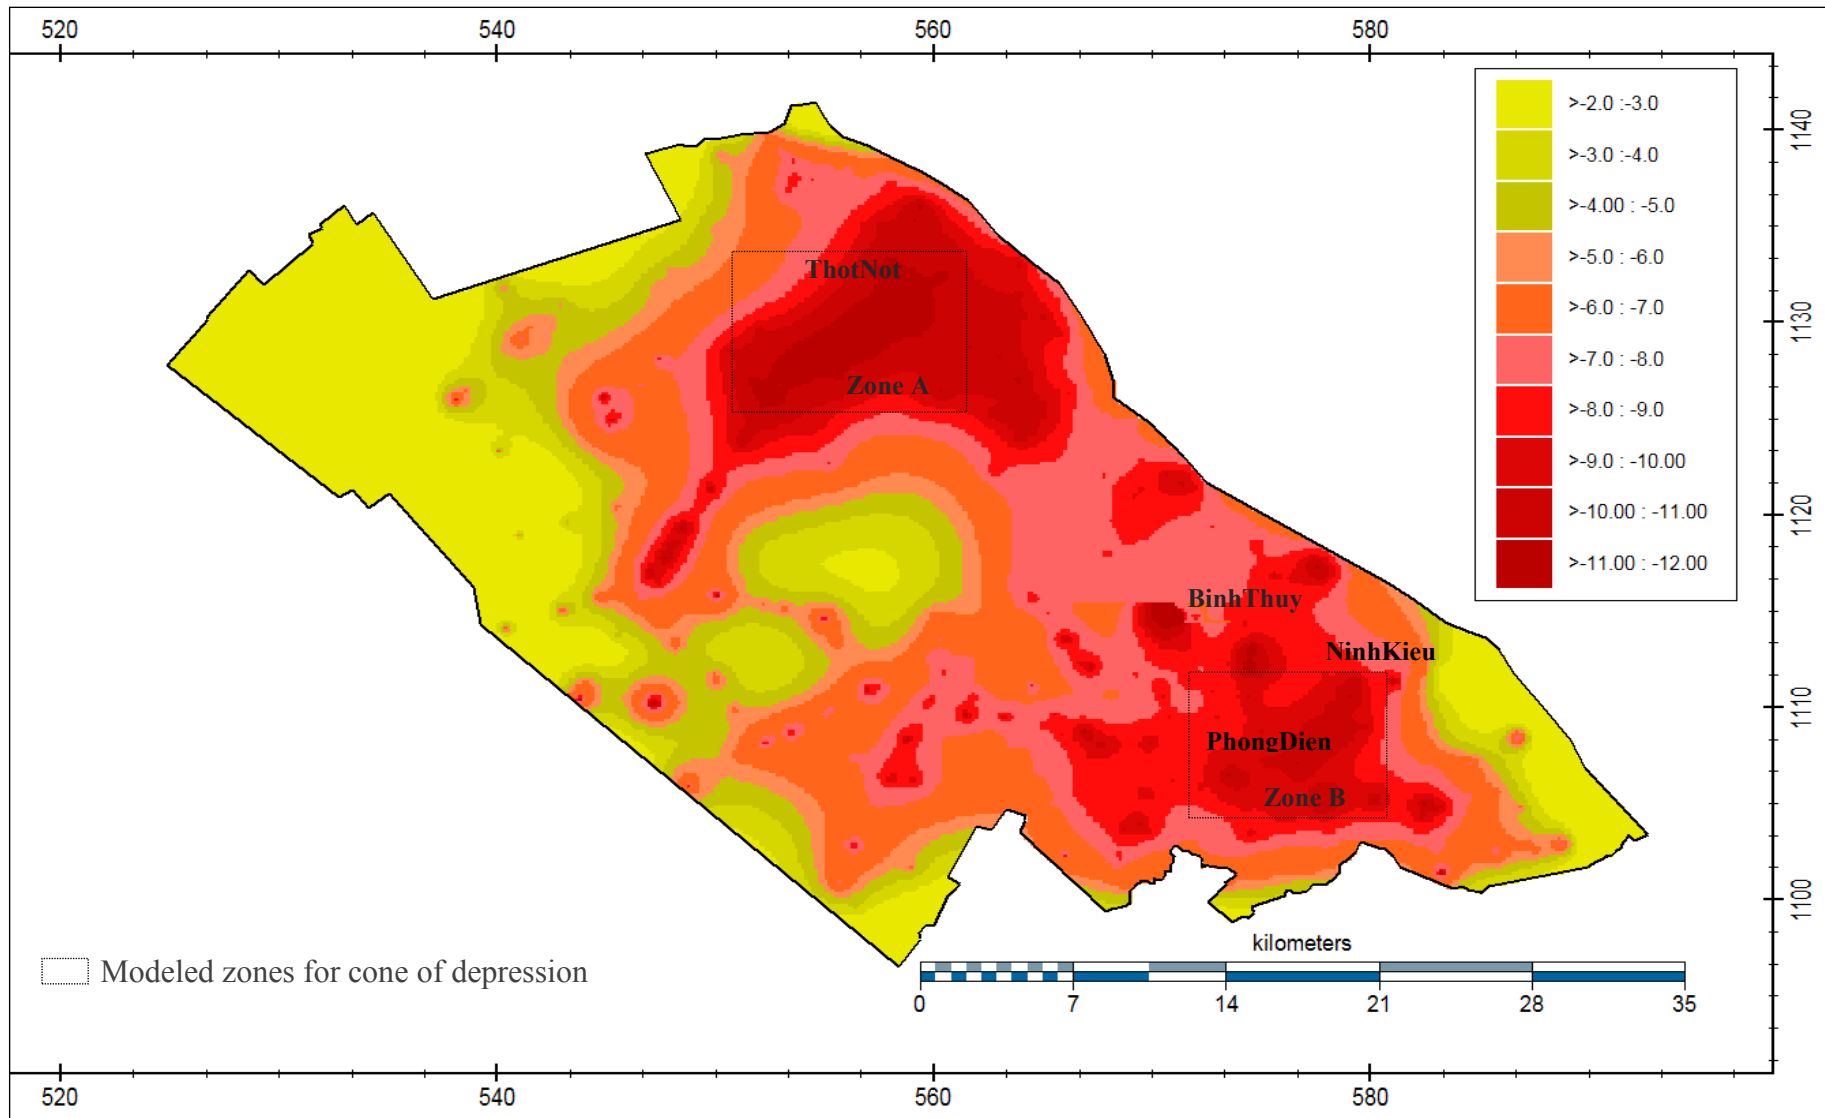 520 540 560 580
>-2.0 :-3.0
>-3.0 :-4.0
>-4.00 : -5.0
>-5.0 : -6.0
>-6.0 : -7.0
>-7.0 : -8.0
>-8.0 : -9.0
>-9.0 : -10.00
>-10.00 : -11.00
>-11.00 : -12.00
1140
1130
1120
1110
1100
ThotNot
Zone A
BinhThuy
NinhKieu
PhongDien
Zone B
kilometers
0 7 14 21 28 35
Modeled zones for cone of depression
520 540 560 580